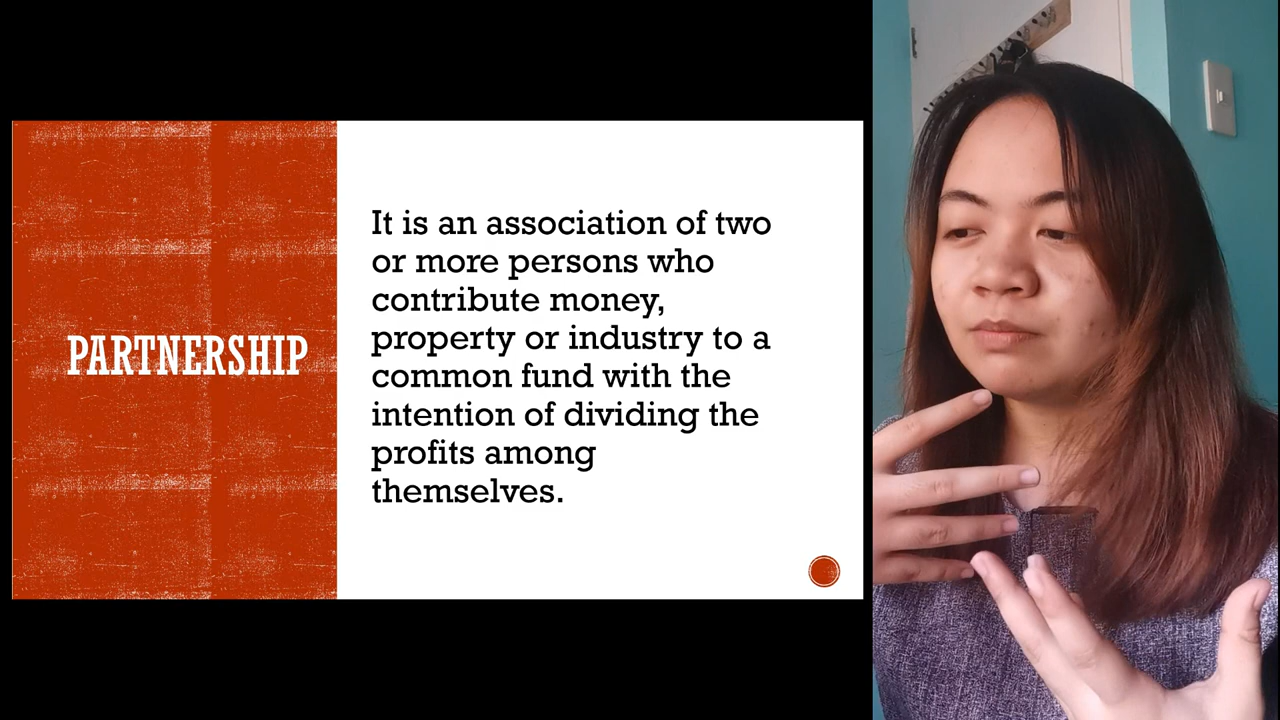 PARTNERSHIP
It is an association of two
or more persons who
contribute money,
property or industry to a
common fund with the
intention of dividing the
profits among
themselves.